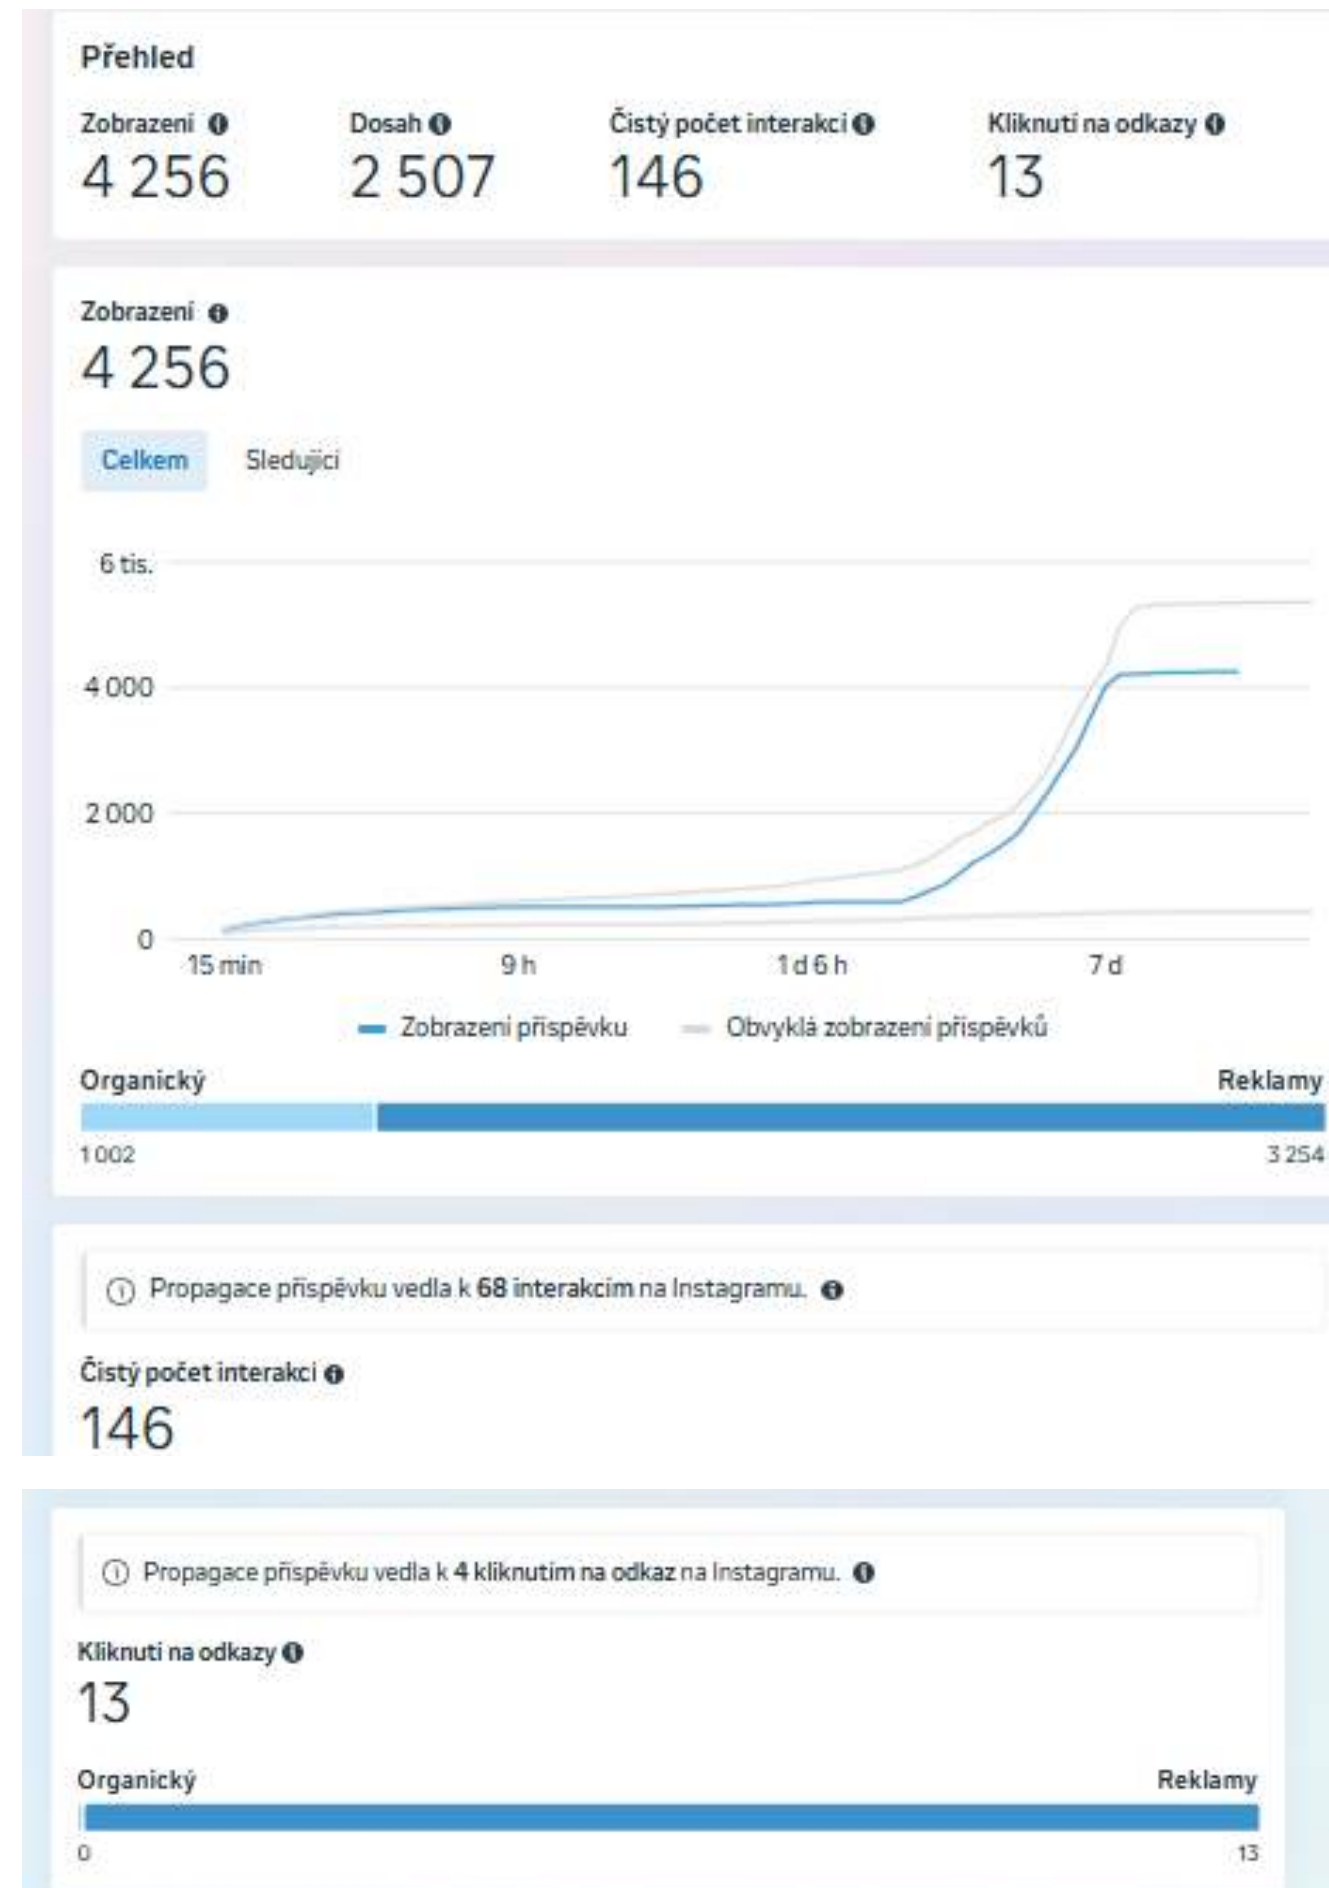 Přehled
Zobrazení Dosah Čistý počet interakcí Kliknutí na odkazy
4 256 2 507 146 13
Zobrazení
4 256
Celkem Sledující
6 tis.
4 000
2 000
0
15 min 9 h 1 d 6 h 7 d
Zobrazení příspěvku Obvyklá zobrazení příspěvků
Organický Reklamy
1 002 3 254
Propagace příspěvku vedla k 68 interakcím na Instagramu.
Čistý počet interakcí
146
Propagace příspěvku vedla k 4 kliknutím na odkaz na Instagramu.
Kliknutí na odkazy
13
Organický Reklamy
0 13